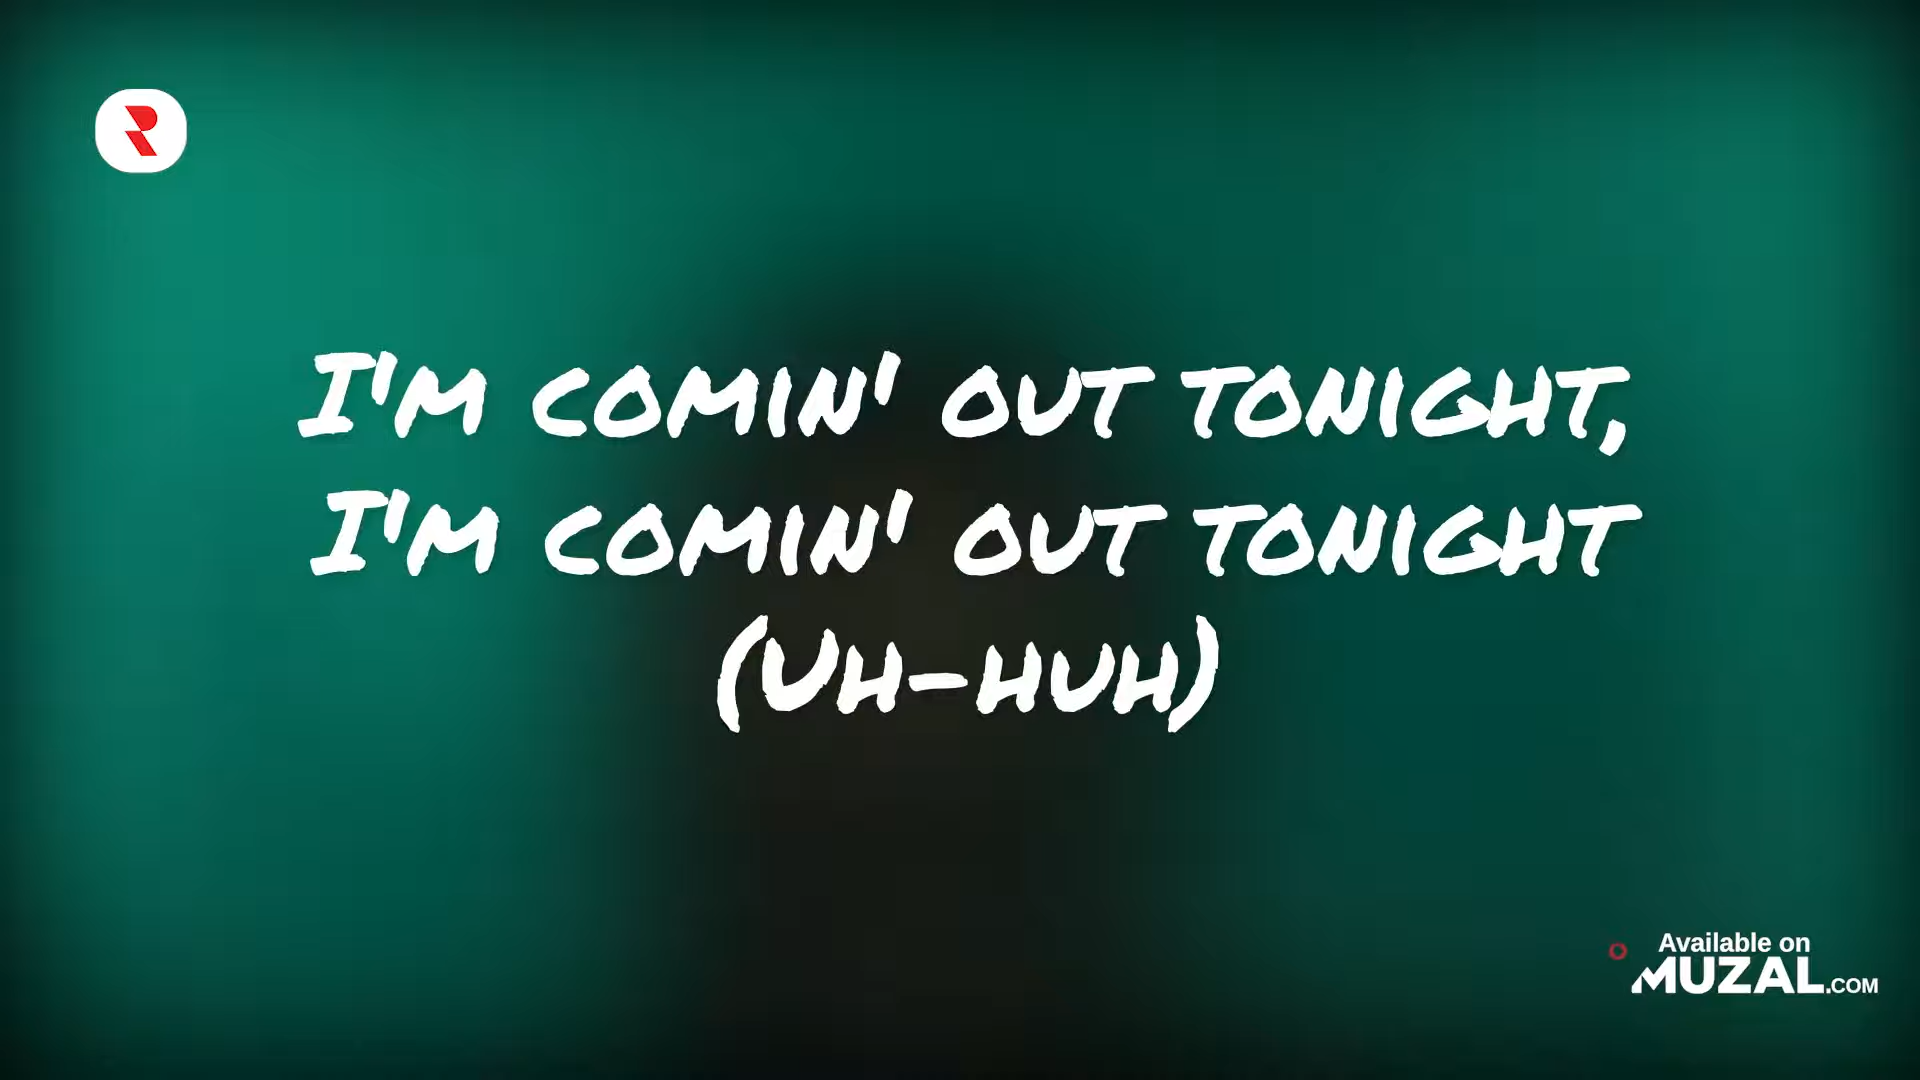 R
I'm comin' out tonight,
I'm comin' out tonight
(Uh-huh)
Available on
MUZAL.COM